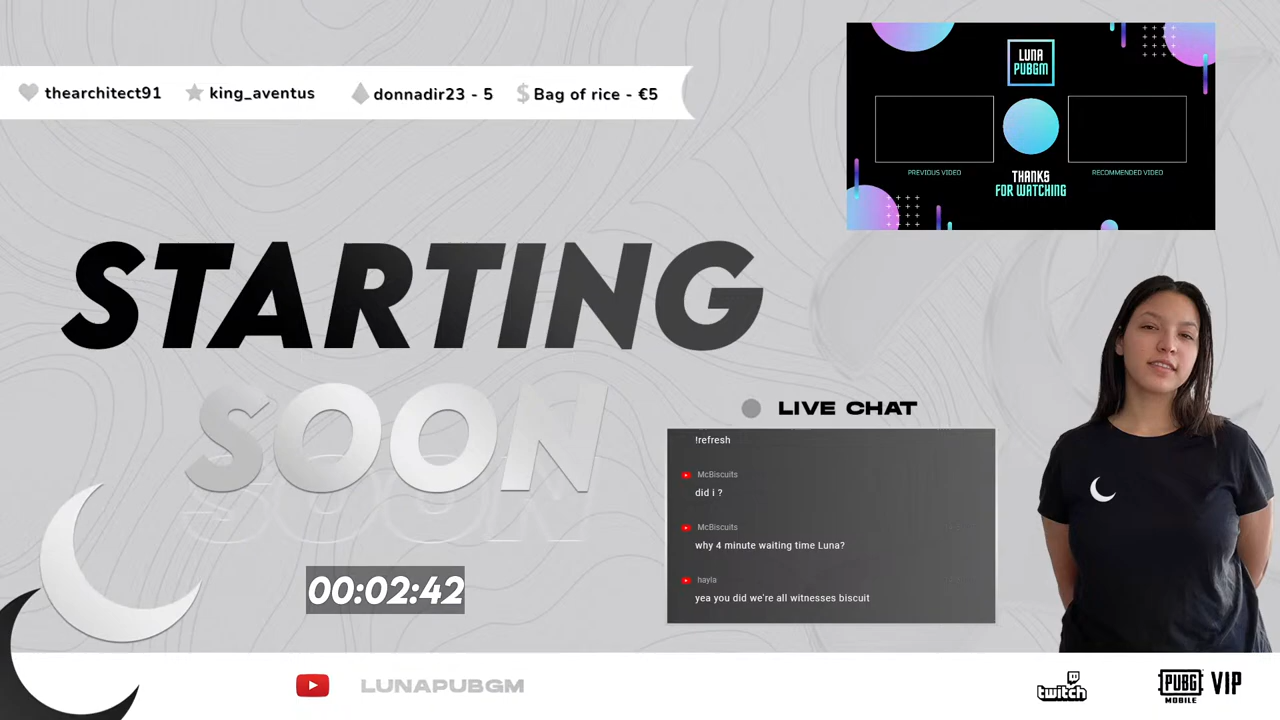 thearchitect91 king_aventus donnadir23 - 5 $ Bag of rice - €5
LUNA
PUBGM
PREVIOUS VIDEO
RECOMMENDED VIDEO
THANKS
FOR WATCHING
STARTING
SOON
00:02:42
LIVE CHAT
!refresh
McBiscuits
did i ?
McBiscuits
why 4 minute waiting time Luna?
hayla
yea you did we're all witnesses biscuit
LUNAPUBGM
twitch
PUBG
MOBILE
VIP